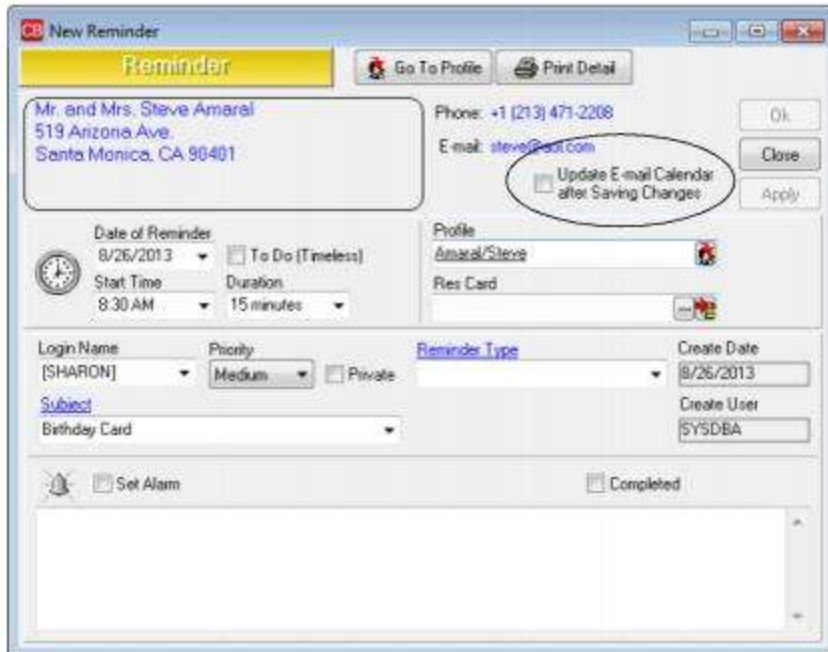 CB New Reminder
Reminder
Go To Profile
Print Detail
Mr. and Mrs. Steve Amaral
519 Arizona Ave.
Santa Monica, CA 90401
Phone: +1 (213) 471-2208
E-mail: steve@aol.com
Update E-mail Calendar
after Saving Changes
Ok
Close
Apply
Date of Reminder
8/26/2013
To Do (Timeless)
Start Time
Duration
8:30 AM
15 minutes
Profile
Amaral/Steve
Res Card
Login Name
Priority
Reminder Type
Create Date
[SHARON]
Medium
Private
8/26/2013
Subject
Create User
Birthday Card
SYSDBA
Set Alarm
Completed